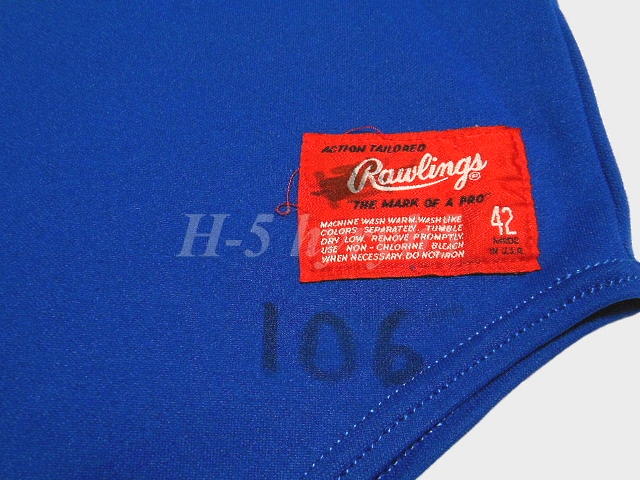 ACTION TAILORED
Rawlings®
"THE MARK OF A PRO"
MACHINE WASH WARM. WASH LIKE
COLORS SEPARATELY. TUMBLE
DRY LOW. REMOVE PROMPTLY.
USE NON-CHLORINE BLEACH
WHEN NECESSARY. DO NOT IRON
42
MADE
IN U.S.A.
H-5
106